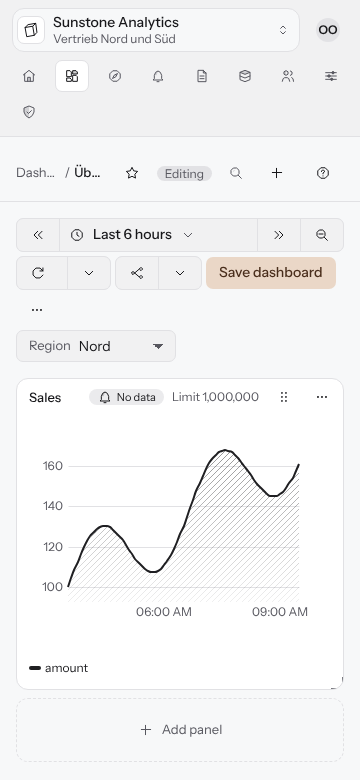 Sunstone Analytics
Vertrieb Nord und Süd
OO
Dash... / Üb... Editing
Last 6 hours
Save dashboard
...
Region Nord
Sales No data Limit 1,000,000
160
140
120
100
06:00 AM 09:00 AM
amount
Add panel